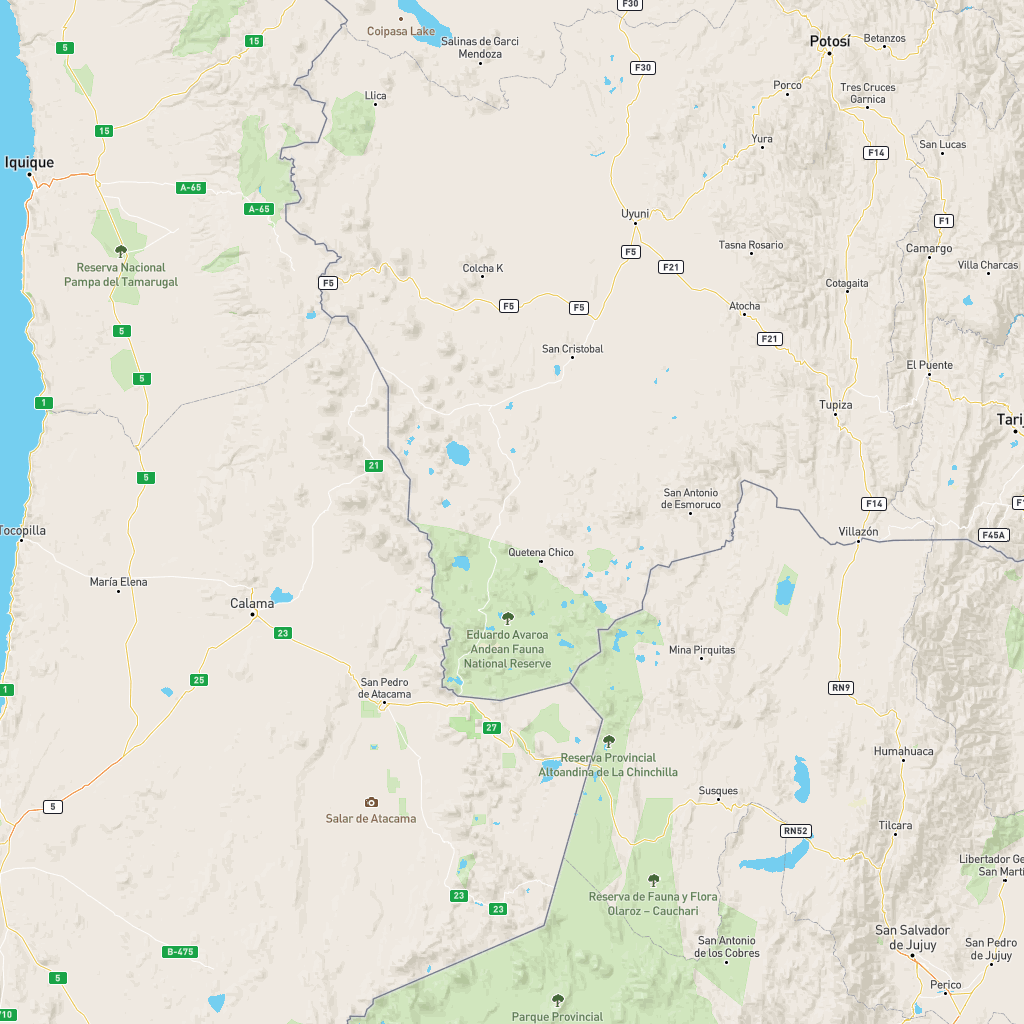 F30
Coipasa Lake
15
5
Salinas de Garci
Mendoza
Potosí
Betanzos
F30
Llica
Porco
Tres Cruces
Garnica
15
Yura
F14
San Lucas
Iquique
A-65
A-65
Uyuni
F1
Reserva Nacional
Pampa del Tamarugal
F5
F21
Tasna Rosario
Camargo
Villa Charcas
F5
Colcha K
Cotagaita
F5
F5
Atocha
5
F21
San Cristobal
5
El Puente
1
Tupiza
Tari
21
5
San Antonio
de Esmoruco
F14
F1
Tocopilla
Villazón
F45A
María Elena
Quetena Chico
Calama
23
Eduardo Avaroa
Andean Fauna
National Reserve
Mina Pirquitas
25
1
San Pedro
de Atacama
RN9
27
Reserva Provincial
Altoandina de La Chinchilla
Humahuaca
5
Salar de Atacama
Susques
RN52
Tilcara
Libertador Ge
San Martí
23
23
Reserva de Fauna y Flora
Olaroz – Cauchari
B-475
San Antonio
de los Cobres
San Salvador
de Jujuy
San Pedro
de Jujuy
5
Perico
710
Parque Provincial